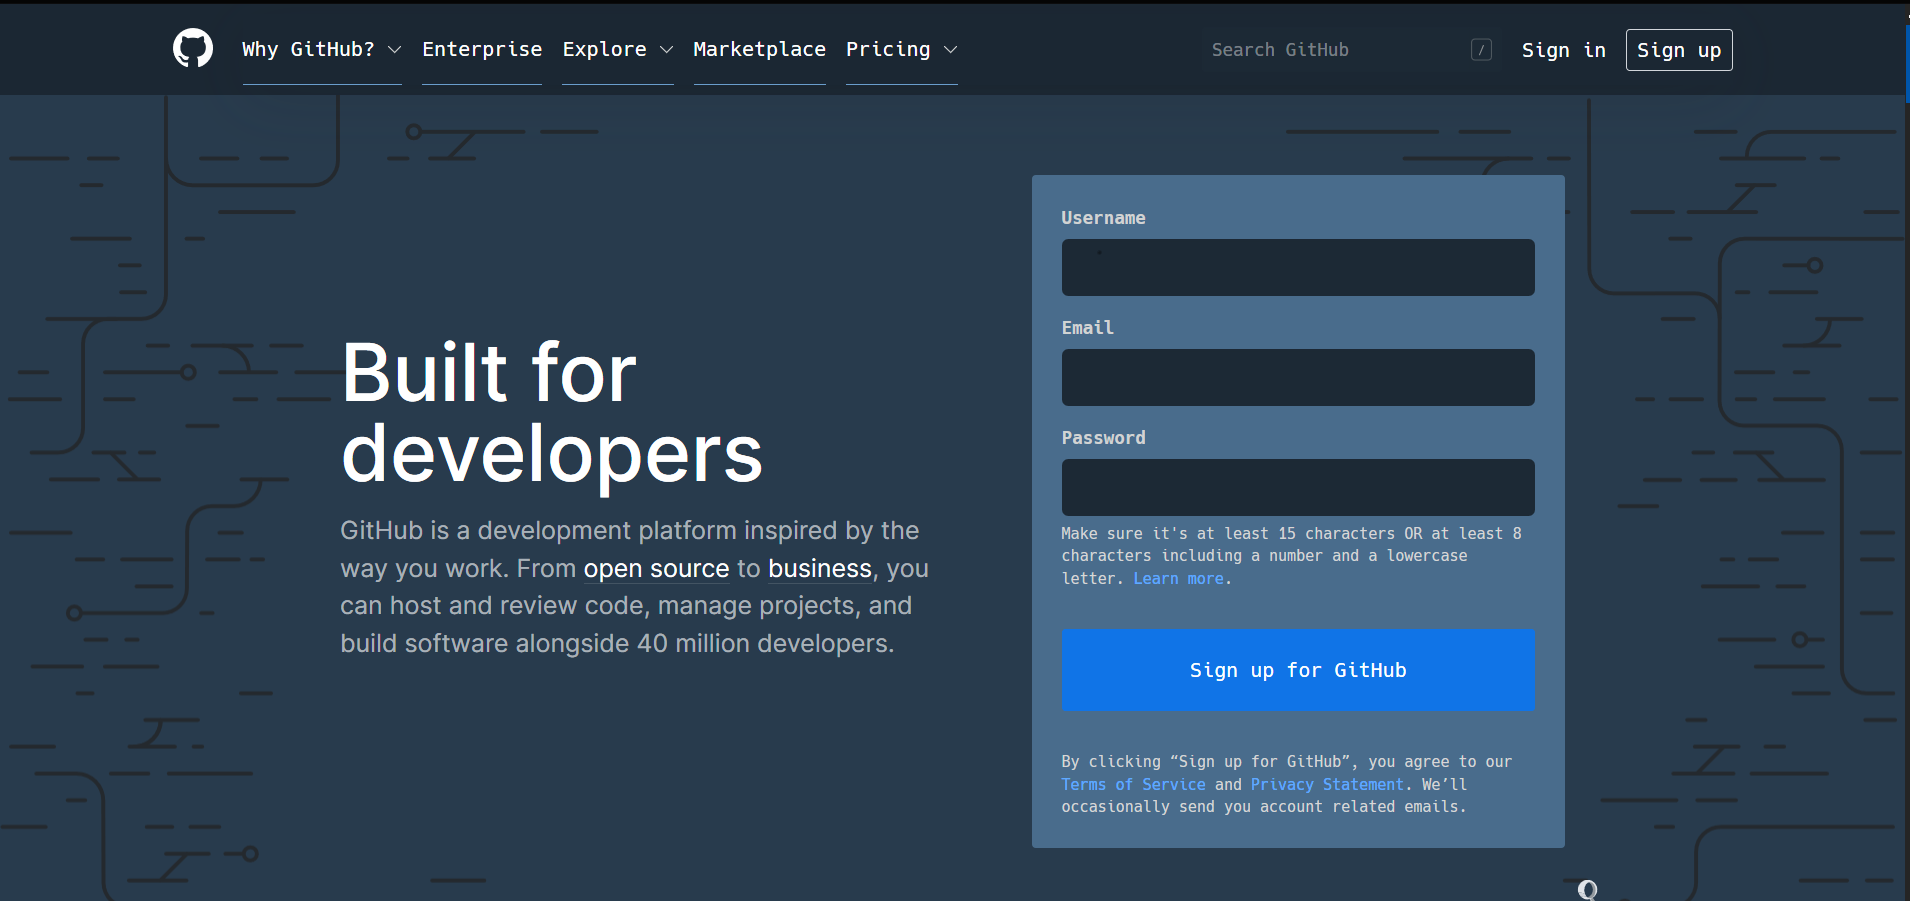 Why GitHub? Enterprise Explore Marketplace Pricing Search GitHub / Sign in Sign up
Built for
developers
GitHub is a development platform inspired by the
way you work. From open source to business, you
can host and review code, manage projects, and
build software alongside 40 million developers.
Username
Email
Password
Make sure it's at least 15 characters OR at least 8
characters including a number and a lowercase
letter. Learn more.
Sign up for GitHub
By clicking “Sign up for GitHub”, you agree to our
Terms of Service and Privacy Statement. We’ll
occasionally send you account related emails.